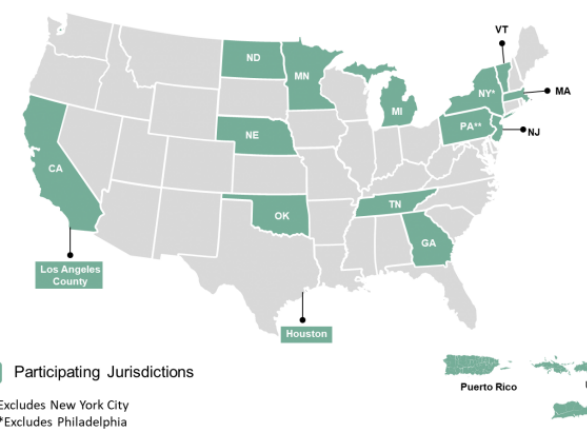 VT
ND
MN
NY*
MA
MI
PA**
NJ
NE
CA
TN
OK
GA
Los Angeles
County
Houston
Participating Jurisdictions
Puerto Rico
Excludes New York City
*Excludes Philadelphia